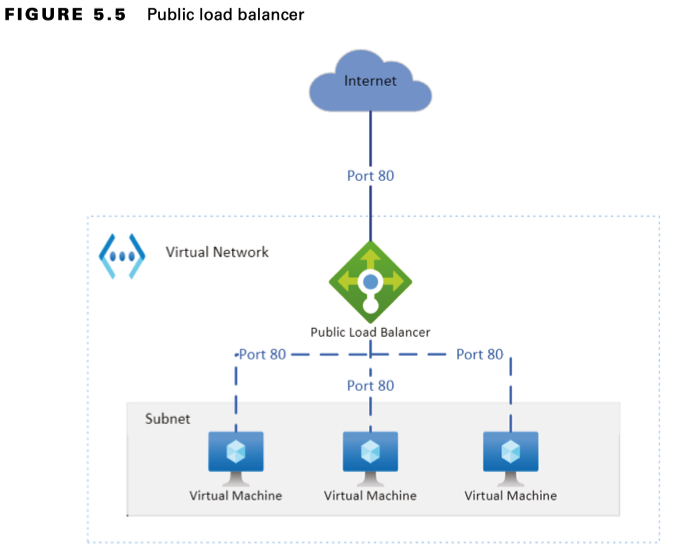 FIGURE 5.5 Public load balancer
Internet
Port 80
Virtual Network
Public Load Balancer
Port 80
Port 80
Port 80
Subnet
Virtual Machine
Virtual Machine
Virtual Machine